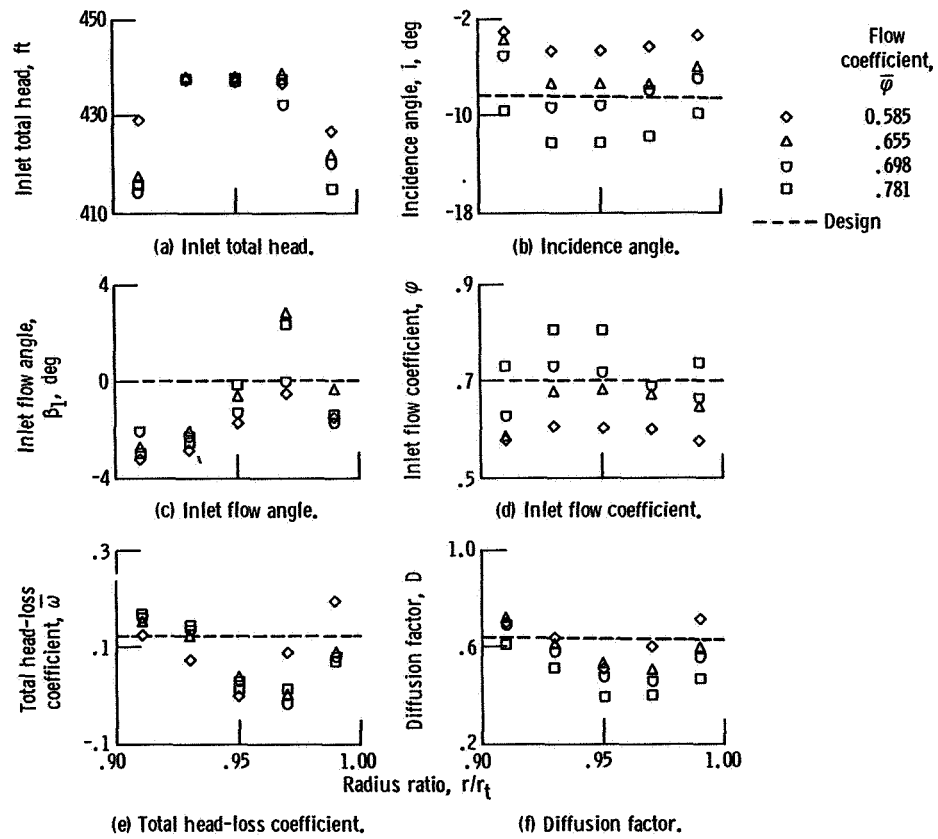 450
430
410
Inlet total head, ft
(a) Inlet total head.
-2
-10
-18
Incidence angle, i, deg
(b) Incidence angle.
Flow
coefficient,
φ̅
0.585
.655
.698
.781
Design
4
0
-4
Inlet flow angle,
β1, deg
(c) Inlet flow angle.
.9
.7
.5
Inlet flow coefficient, φ
(d) Inlet flow coefficient.
.3
.1
-.1
Total head-loss
coefficient, ω̅
.90
.95
1.00
1.0
.6
.2
Diffusion factor, D
.90
.95
1.00
Radius ratio, r/rt
(e) Total head-loss coefficient.
(f) Diffusion factor.